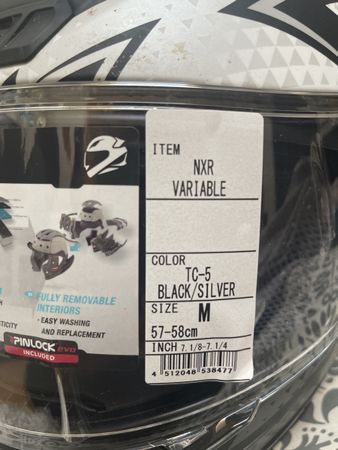 ITEM
NXR
VARIABLE
COLOR
TC-5
BLACK/SILVER
SIZE M
57-58cm
INCH 7.1/8-7.1/4
4 512048 538477
FULLY REMOVABLE
INTERIORS
· EASY WASHING
AND REPLACEMENT
PINLOCK evo
INCLUDED